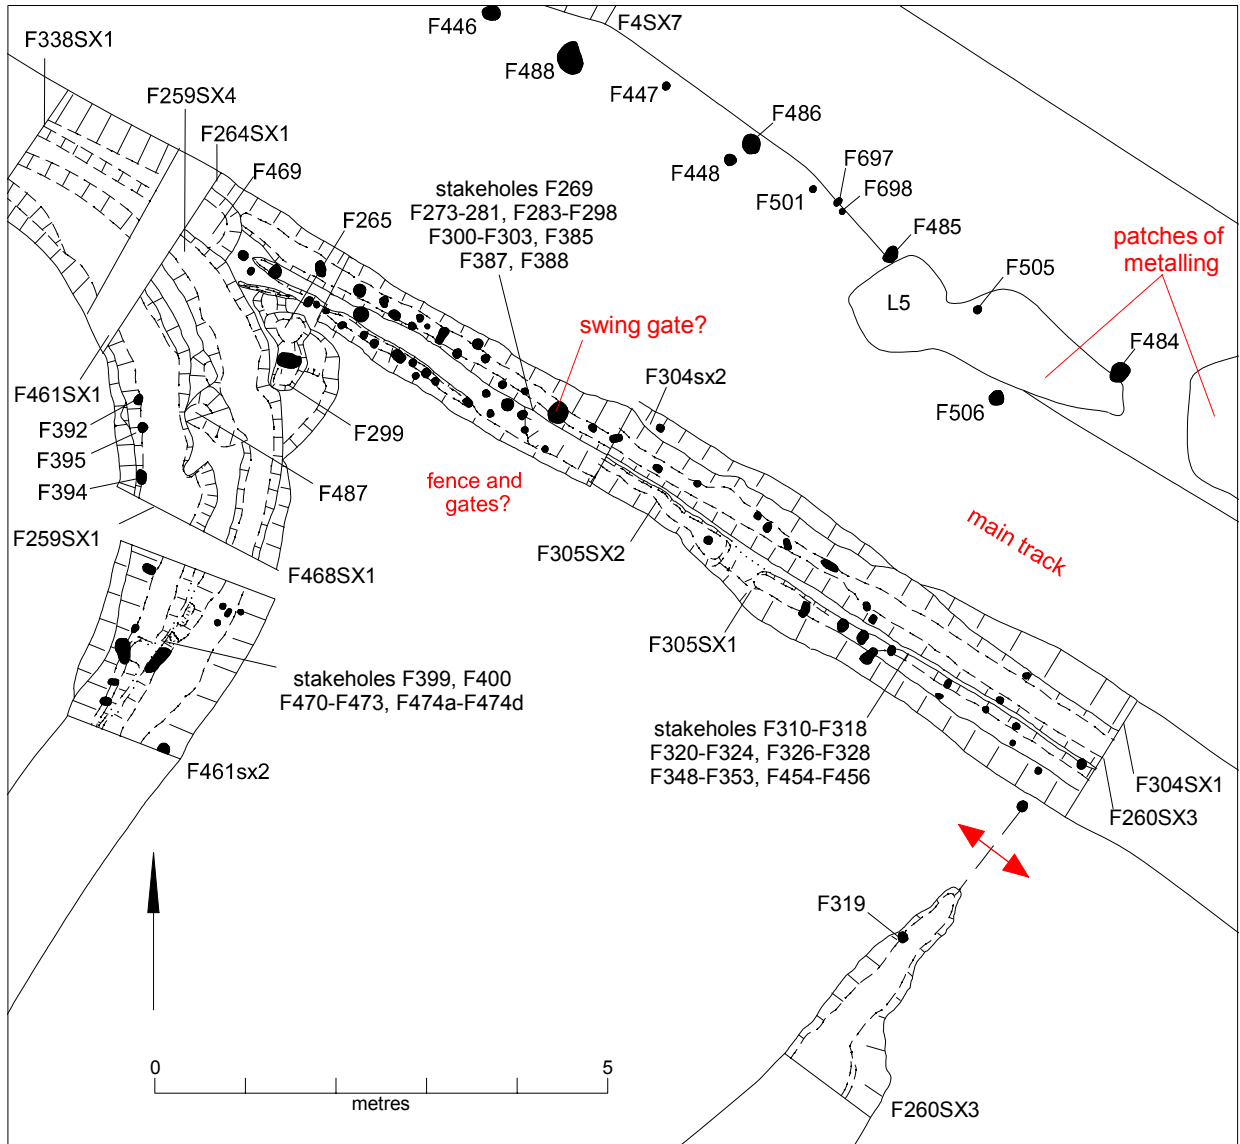 F446
F4SX7
F338SX1
F488
F447
F259SX4
F486
F264SX1
F448
F469
F697
F501
F698
stakeholes F269
F273-281, F283-F298
F300-F303, F385
F387, F388
F265
F485
patches of
metalling
F505
L5
swing gate?
F484
F304sx2
F461SX1
F506
F392
F299
F395
fence and
gates?
F394
F487
main track
F259SX1
F305SX2
F468SX1
F305SX1
stakeholes F399, F400
F470-F473, F474a-F474d
stakeholes F310-F318
F320-F324, F326-F328
F348-F353, F454-F456
F461sx2
F304SX1
F260SX3
F319
0
5
metres
F260SX3